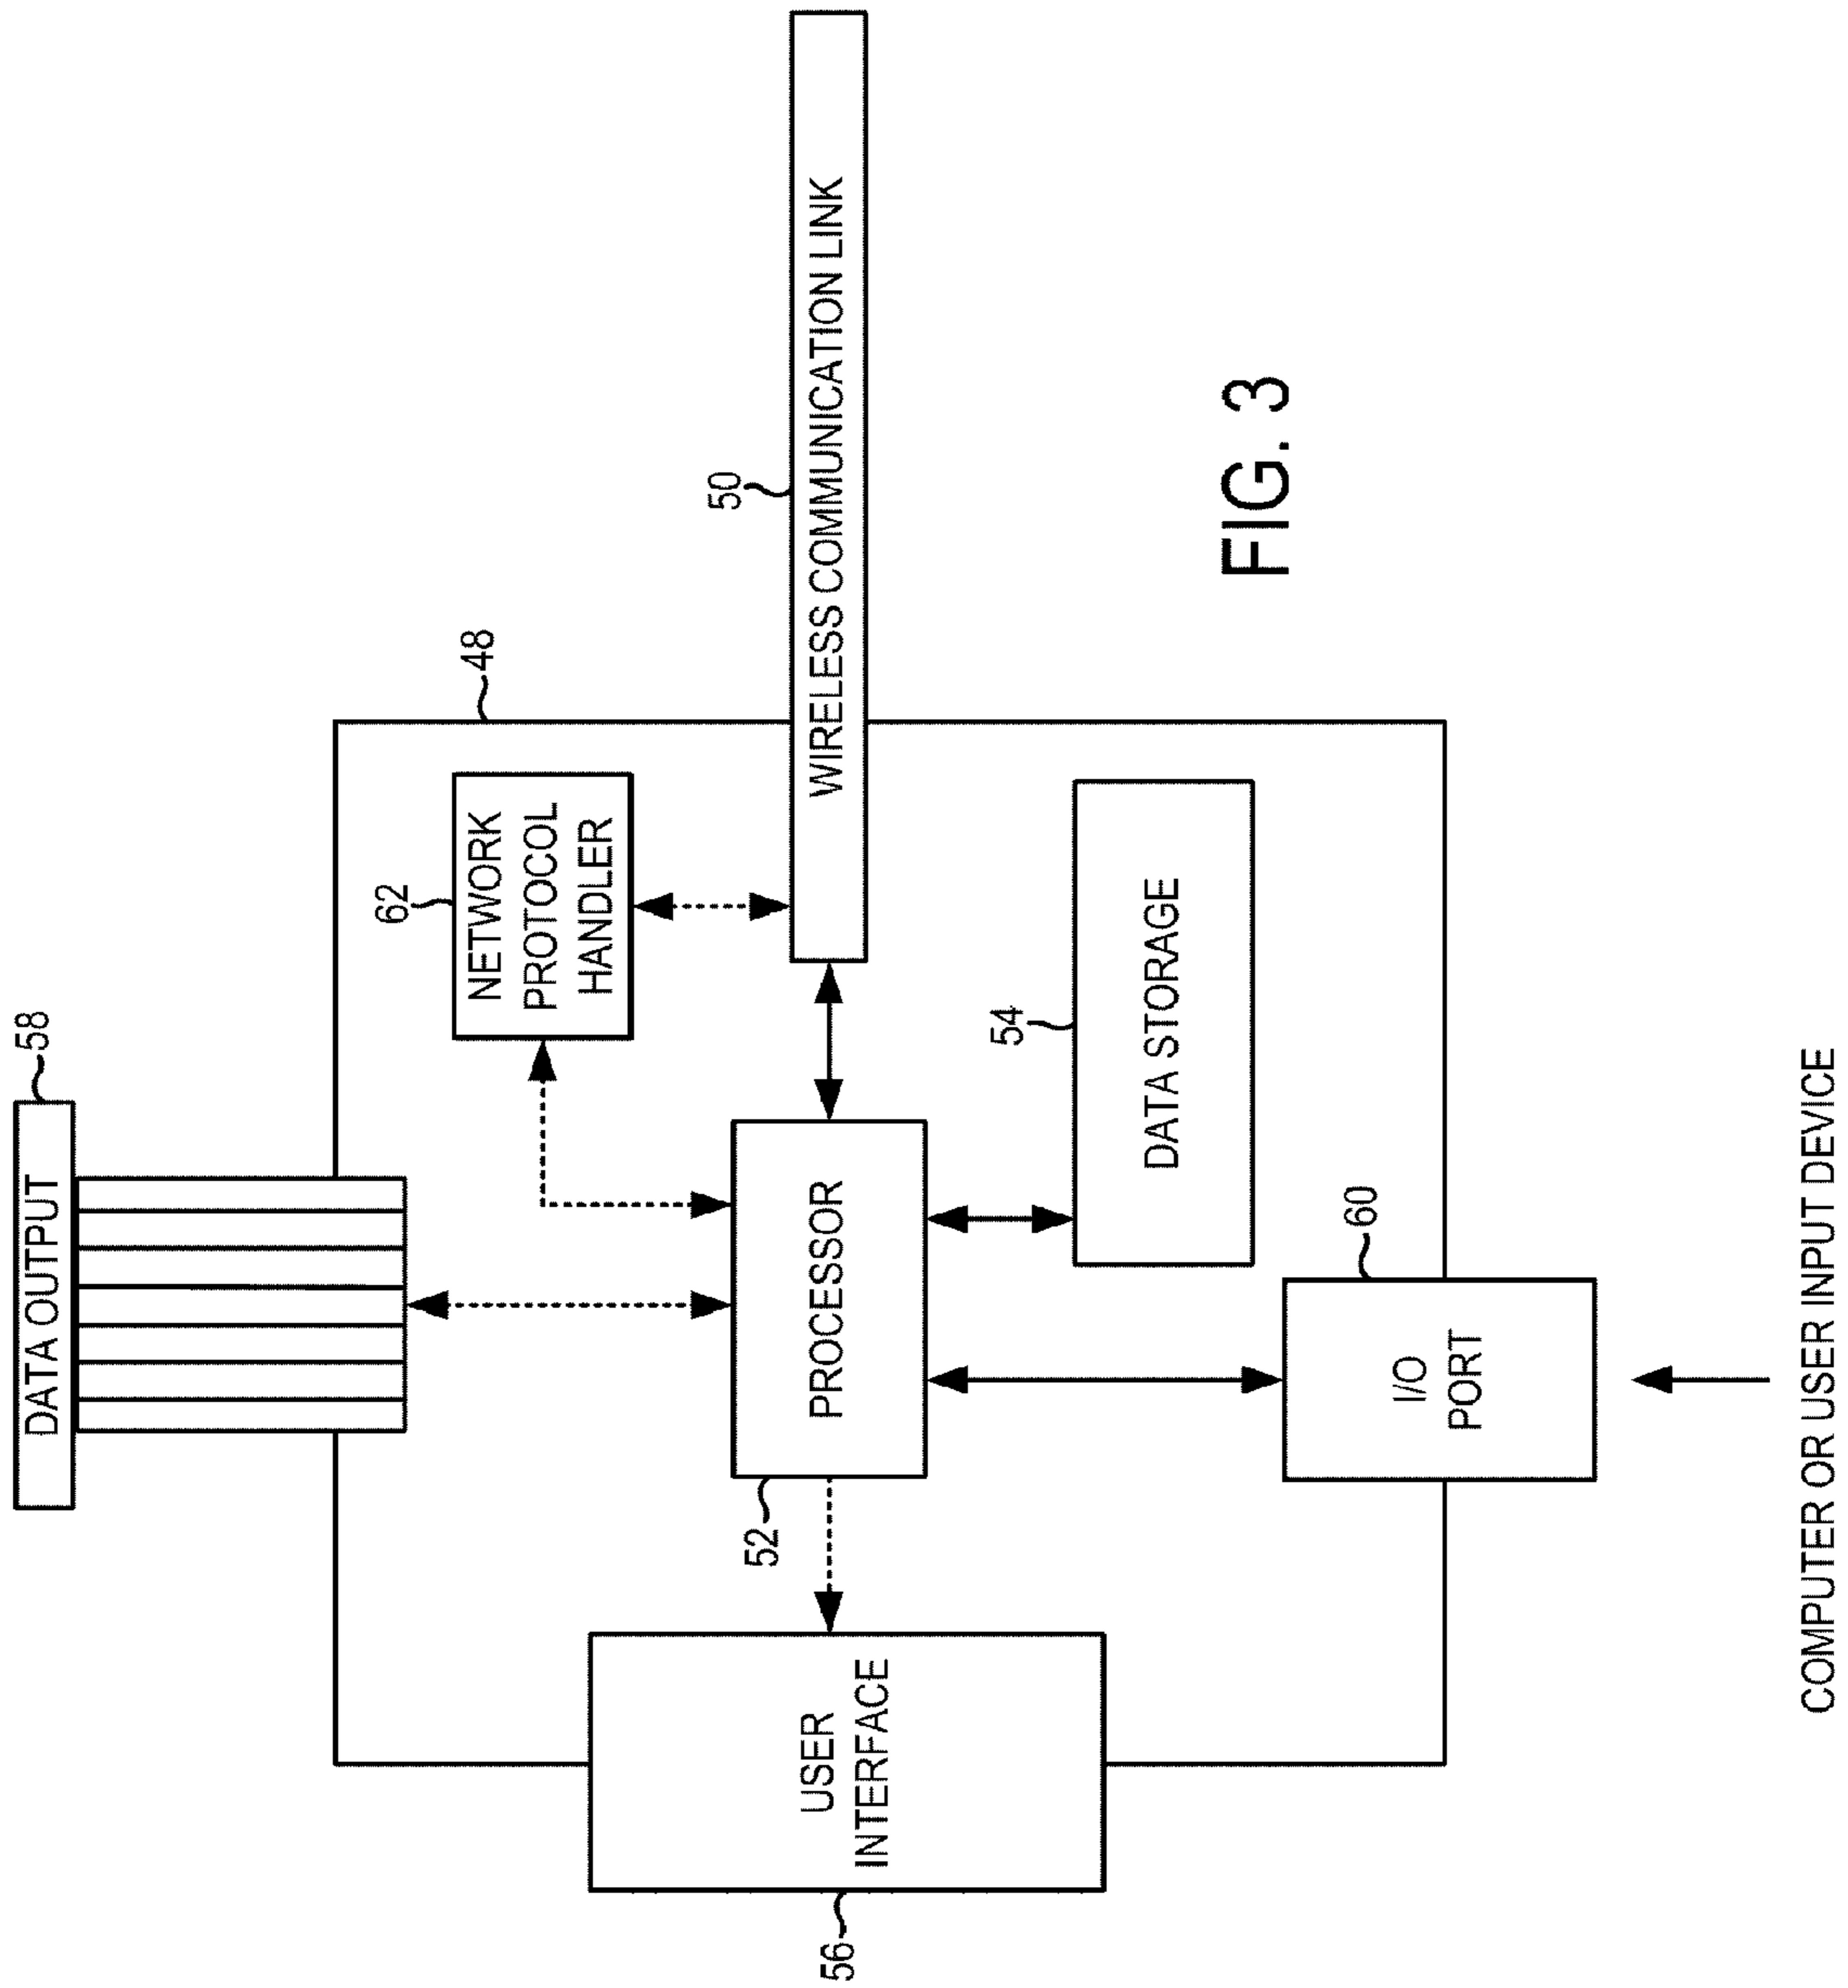 58
DATA OUTPUT
48
62
NETWORK
PROTOCOL
HANDLER
50
WIRELESS COMMUNICATION LINK
52
PROCESSOR
56
USER
INTERFACE
54
DATA STORAGE
60
I/O
PORT
COMPUTER OR USER INPUT DEVICE
FIG. 3